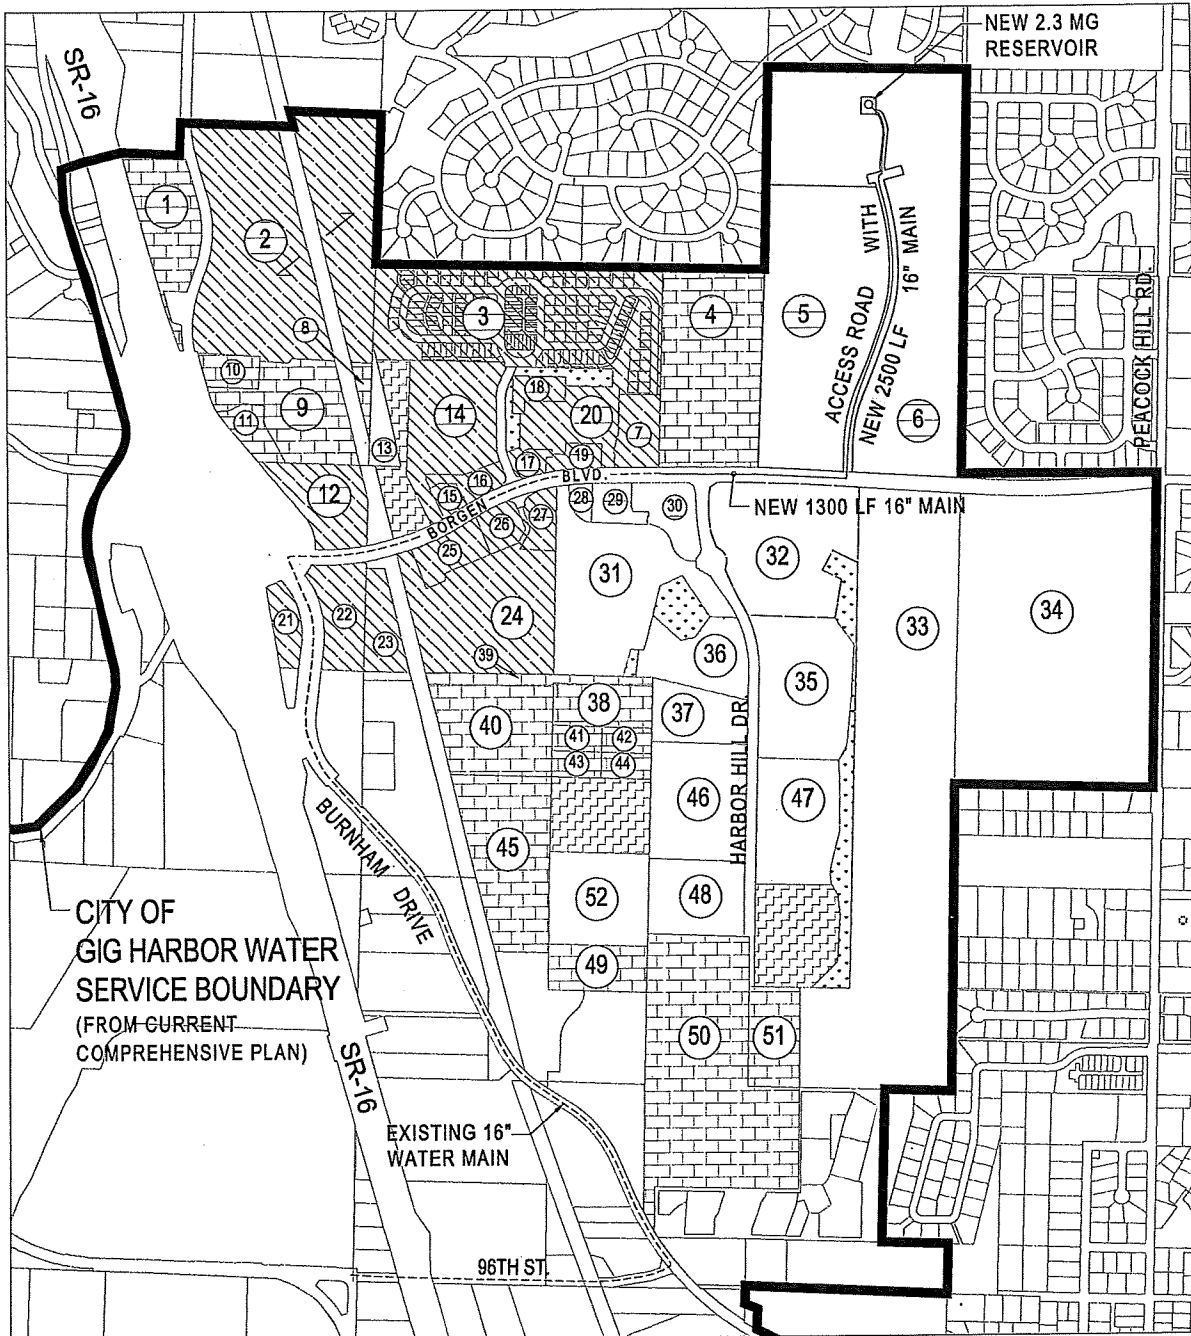 NEW 2.3 MG
RESERVOIR
SR-16
1
2
3
4
5
6
ACCESS ROAD WITH
NEW 2500 LF 16" MAIN
PEACOCK HILL RD.
8
10
9
11
12
13
14
18
20
7
19
17
16
15
BORGEN BLVD.
28
29
30
27
26
25
NEW 1300 LF 16" MAIN
31
32
33
34
21
22
23
24
39
36
35
40
38
37
41
42
43
44
46
47
HARBOR HILL DR.
45
BURNHAM DRIVE
52
48
49
50
51
CITY OF
GIG HARBOR WATER
SERVICE BOUNDARY
(FROM CURRENT
COMPREHENSIVE PLAN)
SR-16
EXISTING 16"
WATER MAIN
96TH ST.